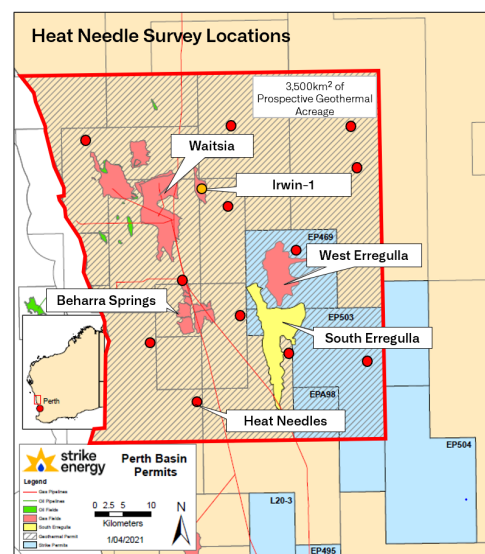 Heat Needle Survey Locations
3,500km² of
Prospective Geothermal
Acreage
Waitsia
Irwin-1
EP469
West Erregulla
Beharra Springs
EP503
South Erregulla
Perth
EPA98
Heat Needles
EP504
strike
energy
Perth Basin
Permits
Legend
Gas Pipelines
Oil Pipelines
Oil Fields
Gas Fields
South Erregulla
Geothermal Permit
Strike Permits
0 2.5 5 10
Kilometers
1/04/2021
N
L20-3
EP495